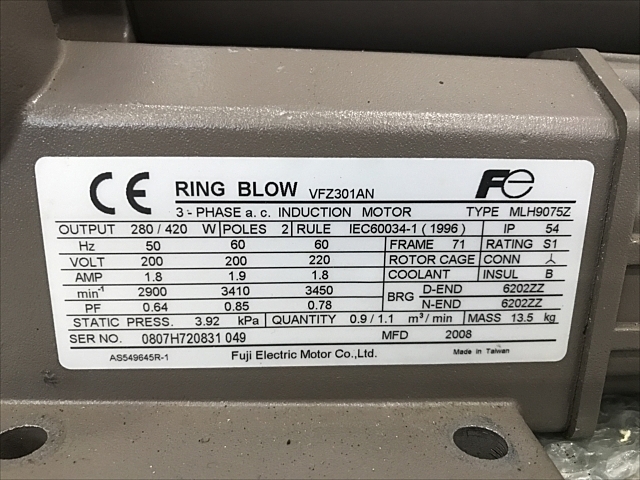 CE RING BLOW VFZ301AN Fe
3 - PHASE a. c. INDUCTION MOTOR TYPE MLH9075Z
OUTPUT 280 / 420 W POLES 2 RULE IEC60034-1 ( 1996 ) IP 54
Hz 50 60 60 FRAME 71 RATING S1
VOLT 200 200 220 ROTOR CAGE CONN 人
AMP 1.8 1.9 1.8 COOLANT INSUL B
min⁻¹ 2900 3410 3450 BRG D-END 6202ZZ
PF 0.64 0.85 0.78 N-END 6202ZZ
STATIC PRESS. 3.92 kPa QUANTITY 0.9 / 1.1 m³ / min MASS 13.5 kg
SER NO. 0807H720831 049 MFD 2008
AS549645R-1 Fuji Electric Motor Co., Ltd. Made in Taiwan